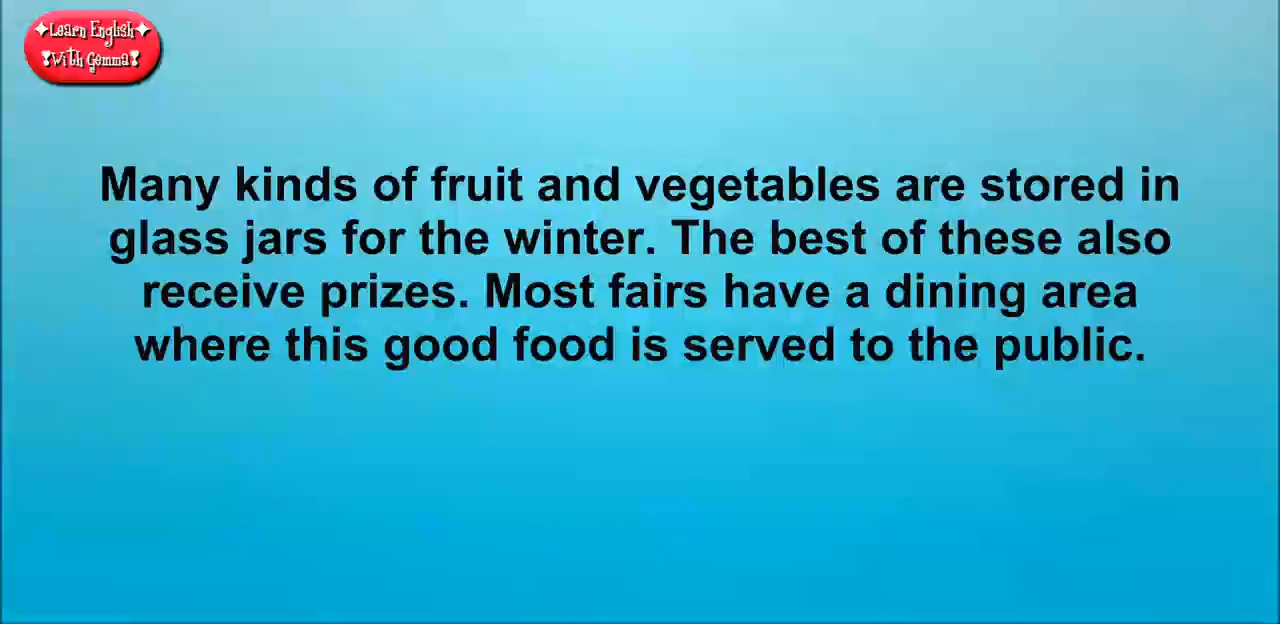 Learn English
With Gemma
Many kinds of fruit and vegetables are stored in
glass jars for the winter. The best of these also
receive prizes. Most fairs have a dining area
where this good food is served to the public.